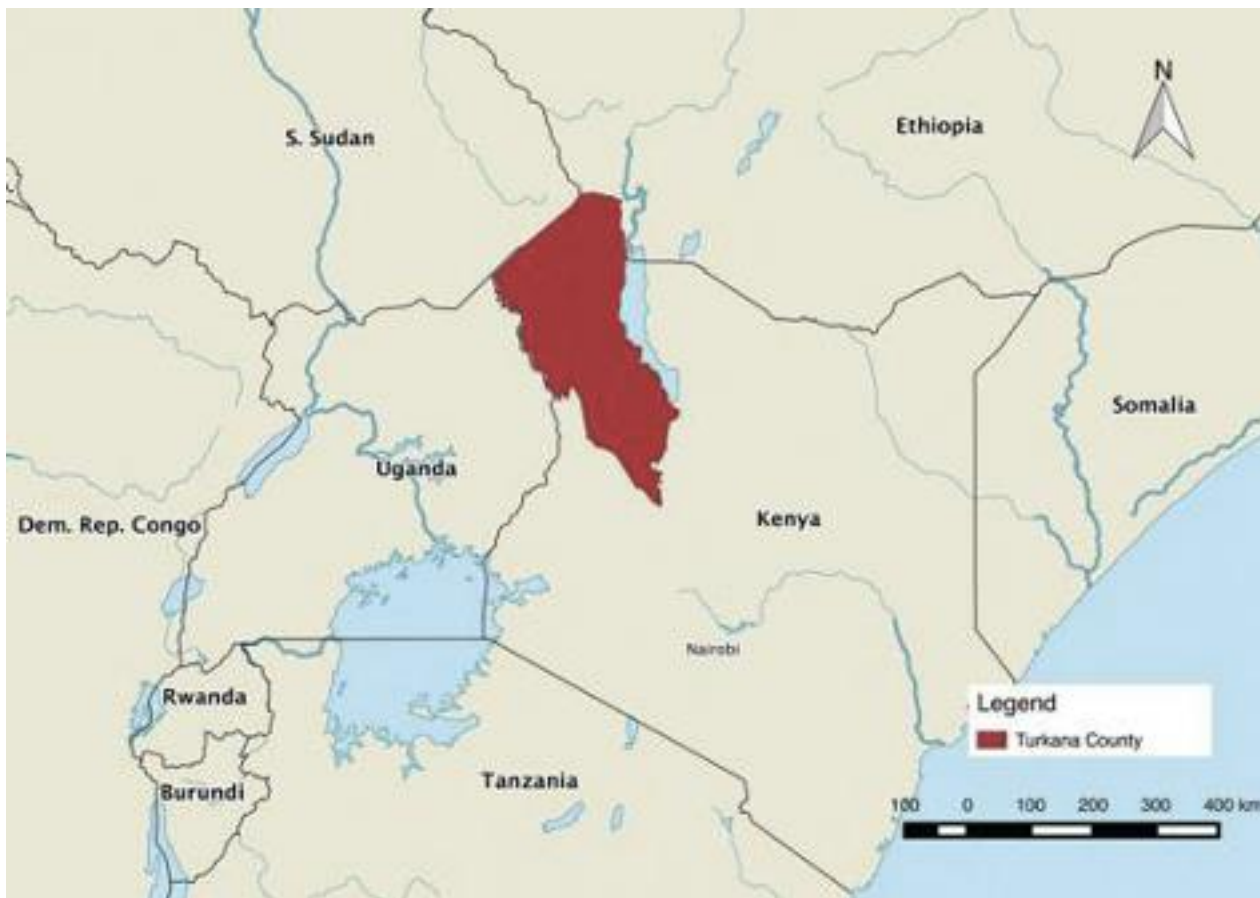 N
Ethiopia
S. Sudan
Somalia
Uganda
Dem. Rep. Congo
Kenya
Nairobi
Rwanda
Legend
Turkana County
Tanzania
Burundi
100 0 100 200 300 400 km